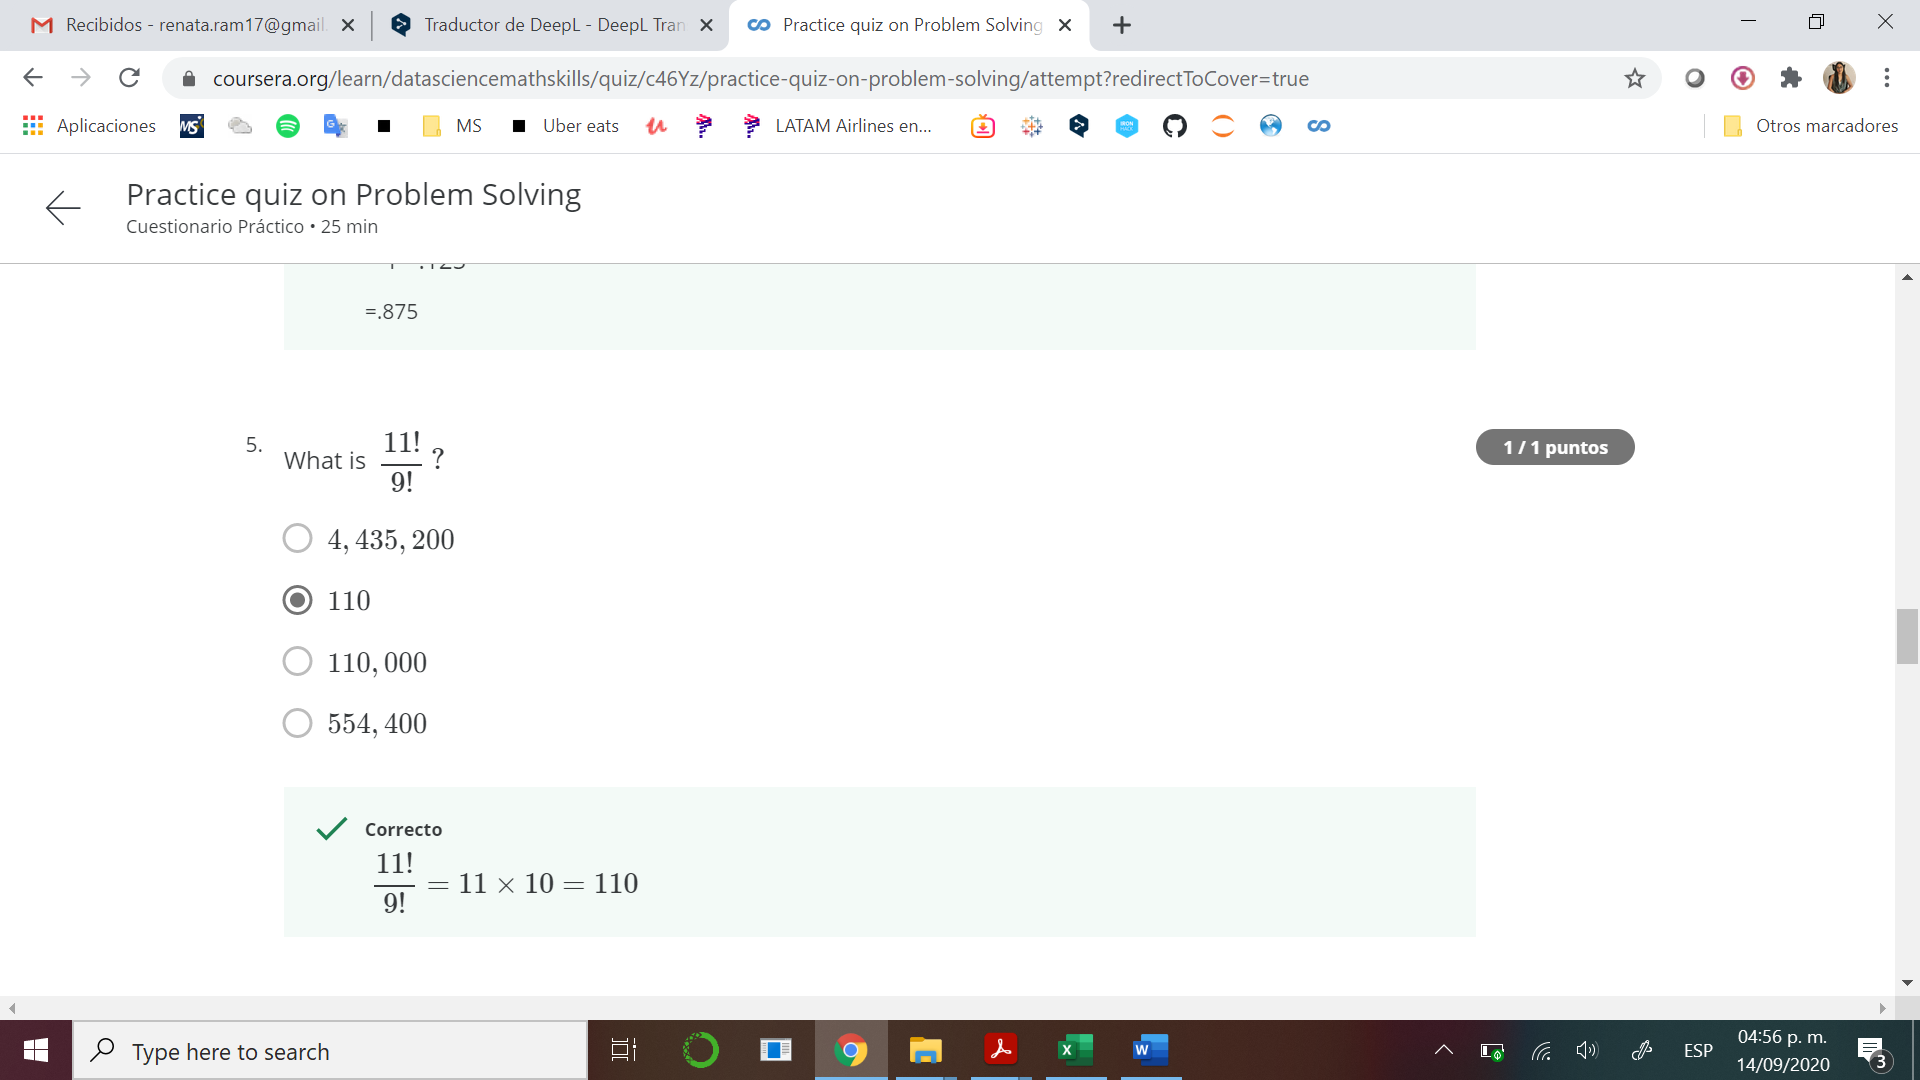 Recibidos - renata.ram17@gmail.
Traductor de DeepL - DeepL Tran
Practice quiz on Problem Solving
coursera.org/learn/datasciencemathskills/quiz/c46Yz/practice-quiz-on-problem-solving/attempt?redirectToCover=true
Aplicaciones
MS
MS
Uber eats
LATAM Airlines en...
Otros marcadores
Practice quiz on Problem Solving
Cuestionario Práctico • 25 min
=.875
5.
What is 11!/9! ?
1 / 1 puntos
4, 435, 200
110
110, 000
554, 400
Correcto
11!/9! = 11 × 10 = 110
Type here to search
ESP
04:56 p. m.
14/09/2020
3